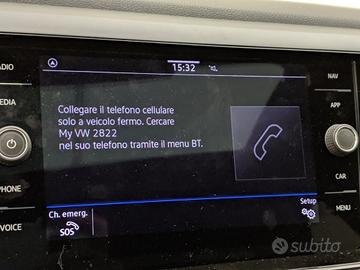 RADIO
15:32
NAV
MEDIA
Collegare il telefono cellulare
solo a veicolo fermo. Cercare
My VW 2822
nel suo telefono tramite il menu BT.
APP
PHONE
CAR
Ch. emerg.
SOS
Setup
VOICE
MENU
subito